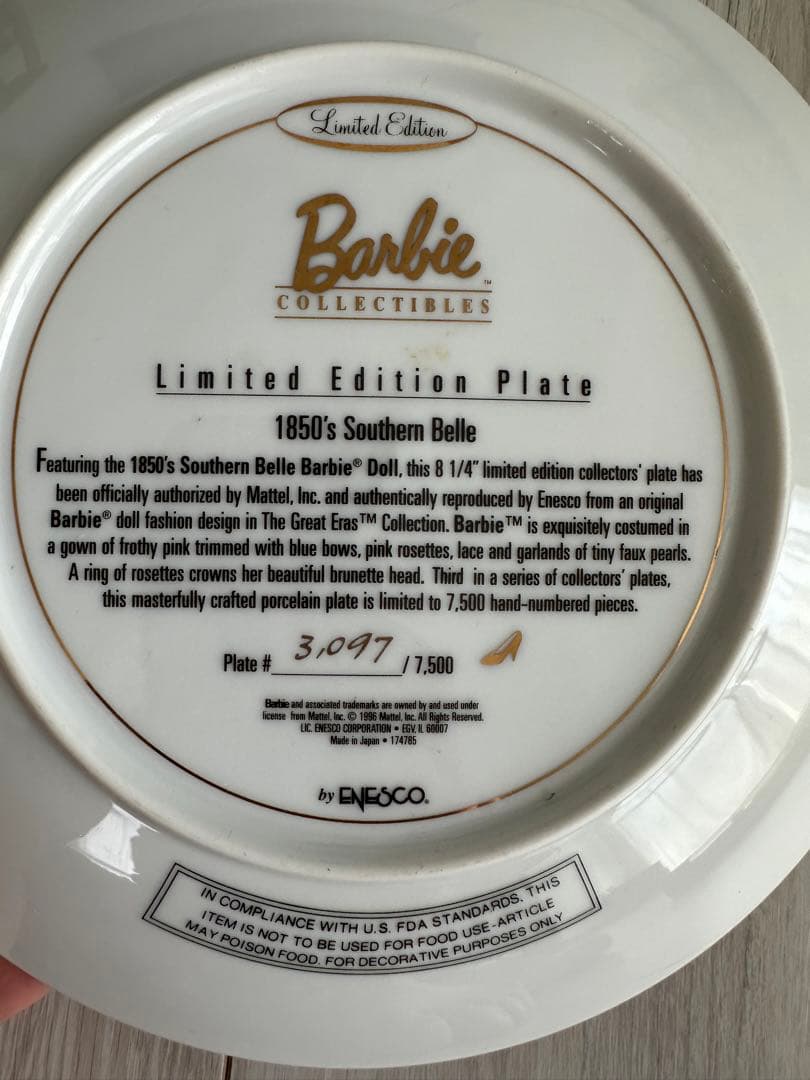 Limited Edition
Barbie™
COLLECTIBLES
Limited Edition Plate
1850's Southern Belle
Featuring the 1850's Southern Belle Barbie® Doll, this 8 1/4" limited edition collectors' plate has
been officially authorized by Mattel, Inc. and authentically reproduced by Enesco from an original
Barbie® doll fashion design in The Great Eras™ Collection. Barbie™ is exquisitely costumed in
a gown of frothy pink trimmed with blue bows, pink rosettes, lace and garlands of tiny faux pearls.
A ring of rosettes crowns her beautiful brunette head. Third in a series of collectors' plates,
this masterfully crafted porcelain plate is limited to 7,500 hand-numbered pieces.
Plate # 3,097 / 7,500
Barbie and associated trademarks are owned by and used under
license from Mattel, Inc. © 1996 Mattel, Inc. All Rights Reserved.
LIC. ENESCO CORPORATION • EGV, IL 60007
Made in Japan • 174785
by ENESCO®
IN COMPLIANCE WITH U.S. FDA STANDARDS. THIS
ITEM IS NOT TO BE USED FOR FOOD USE-ARTICLE
MAY POISON FOOD. FOR DECORATIVE PURPOSES ONLY